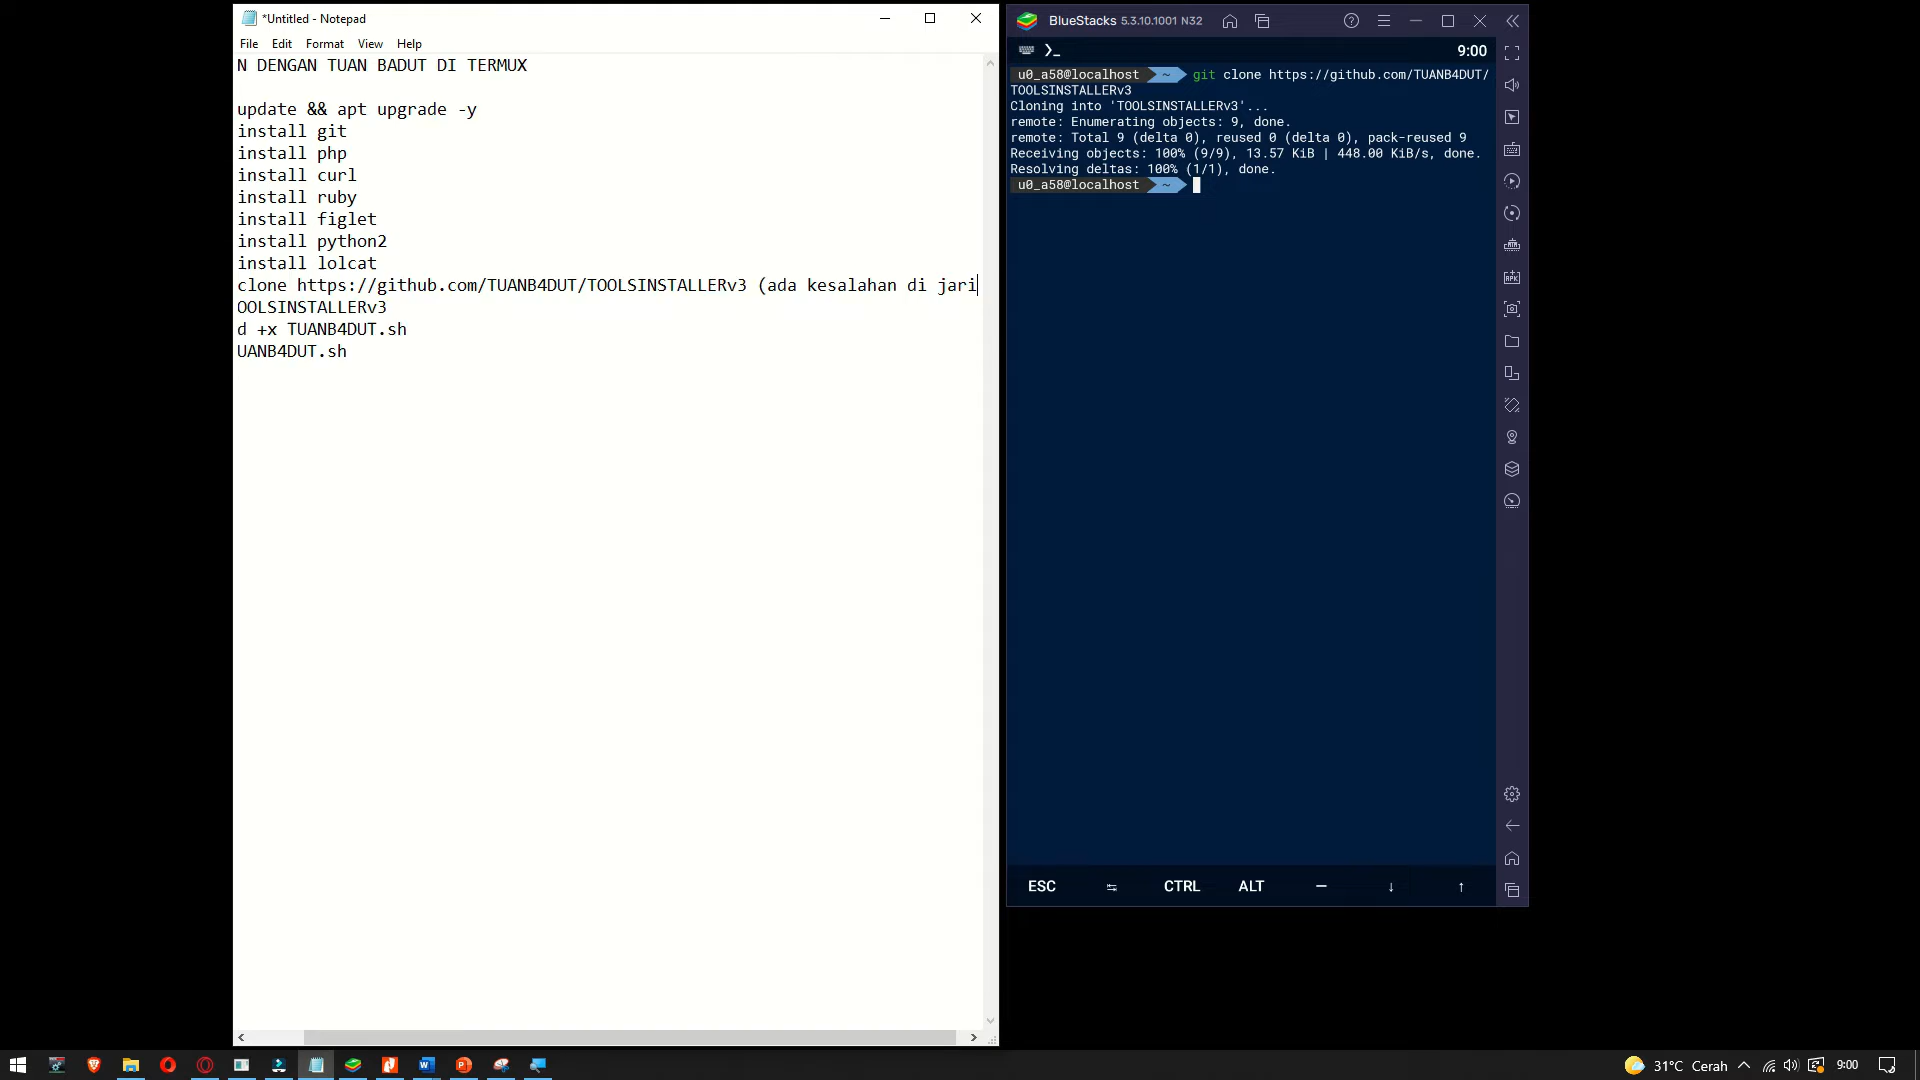 *Untitled - Notepad
File Edit Format View Help
N DENGAN TUAN BADUT DI TERMUX
update && apt upgrade -y
install git
install php
install curl
install ruby
install figlet
install python2
install lolcat
clone https://github.com/TUANB4DUT/TOOLSINSTALLERv3 (ada kesalahan di jari
OOLSINSTALLERv3
d +x TUANB4DUT.sh
UANB4DUT.sh
BlueStacks 5.3.10.1001 N32
9:00
u0_a58@localhost ~ git clone https://github.com/TUANB4DUT/
TOOLSINSTALLERv3
Cloning into 'TOOLSINSTALLERv3'...
remote: Enumerating objects: 9, done.
remote: Total 9 (delta 0), reused 0 (delta 0), pack-reused 9
Receiving objects: 100% (9/9), 13.57 KiB | 448.00 KiB/s, done.
Resolving deltas: 100% (1/1), done.
u0_a58@localhost ~
ESC CTRL ALT — ↓ ↑
31°C Cerah 9:00